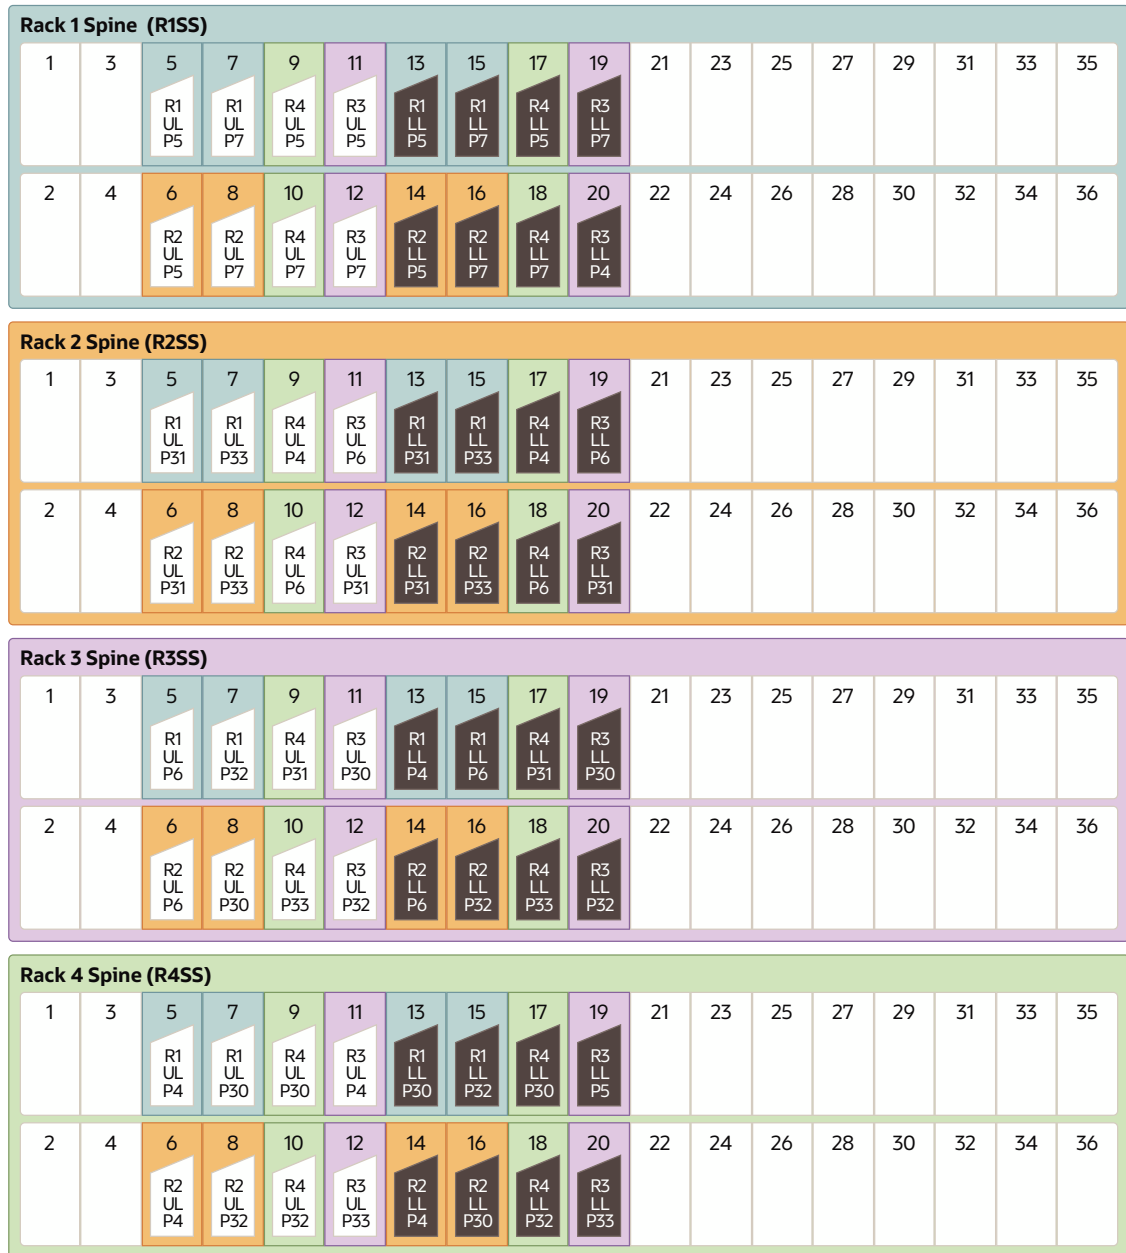 Rack 1 Spine (R1SS)
1 3 5 7 9 11 13 15 17 19 21 23 25 27 29 31 33 35
R1 R1 R4 R3 R1 R1 R4 R3
UL UL UL UL LL LL LL LL
P5 P7 P5 P5 P5 P7 P5 P7
2 4 6 8 10 12 14 16 18 20 22 24 26 28 30 32 34 36
R2 R2 R4 R3 R2 R2 R4 R3
UL UL UL UL LL LL LL LL
P5 P7 P7 P7 P5 P7 P7 P4
Rack 2 Spine (R2SS)
1 3 5 7 9 11 13 15 17 19 21 23 25 27 29 31 33 35
R1 R1 R4 R3 R1 R1 R4 R3
UL UL UL UL LL LL LL LL
P31 P33 P4 P6 P31 P33 P4 P6
2 4 6 8 10 12 14 16 18 20 22 24 26 28 30 32 34 36
R2 R2 R4 R3 R2 R2 R4 R3
UL UL UL UL LL LL LL LL
P31 P33 P6 P31 P31 P33 P6 P31
Rack 3 Spine (R3SS)
1 3 5 7 9 11 13 15 17 19 21 23 25 27 29 31 33 35
R1 R1 R4 R3 R1 R1 R4 R3
UL UL UL UL LL LL LL LL
P6 P32 P31 P30 P4 P6 P31 P30
2 4 6 8 10 12 14 16 18 20 22 24 26 28 30 32 34 36
R2 R2 R4 R3 R2 R2 R4 R3
UL UL UL UL LL LL LL LL
P6 P30 P33 P32 P6 P32 P33 P32
Rack 4 Spine (R4SS)
1 3 5 7 9 11 13 15 17 19 21 23 25 27 29 31 33 35
R1 R1 R4 R3 R1 R1 R4 R3
UL UL UL UL LL LL LL LL
P4 P30 P30 P4 P30 P32 P30 P5
2 4 6 8 10 12 14 16 18 20 22 24 26 28 30 32 34 36
R2 R2 R4 R3 R2 R2 R4 R3
UL UL UL UL LL LL LL LL
P4 P32 P32 P33 P4 P30 P32 P33